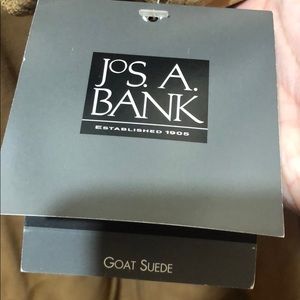 JOS. A.
BANK
ESTABLISHED 1905
GOAT SUEDE